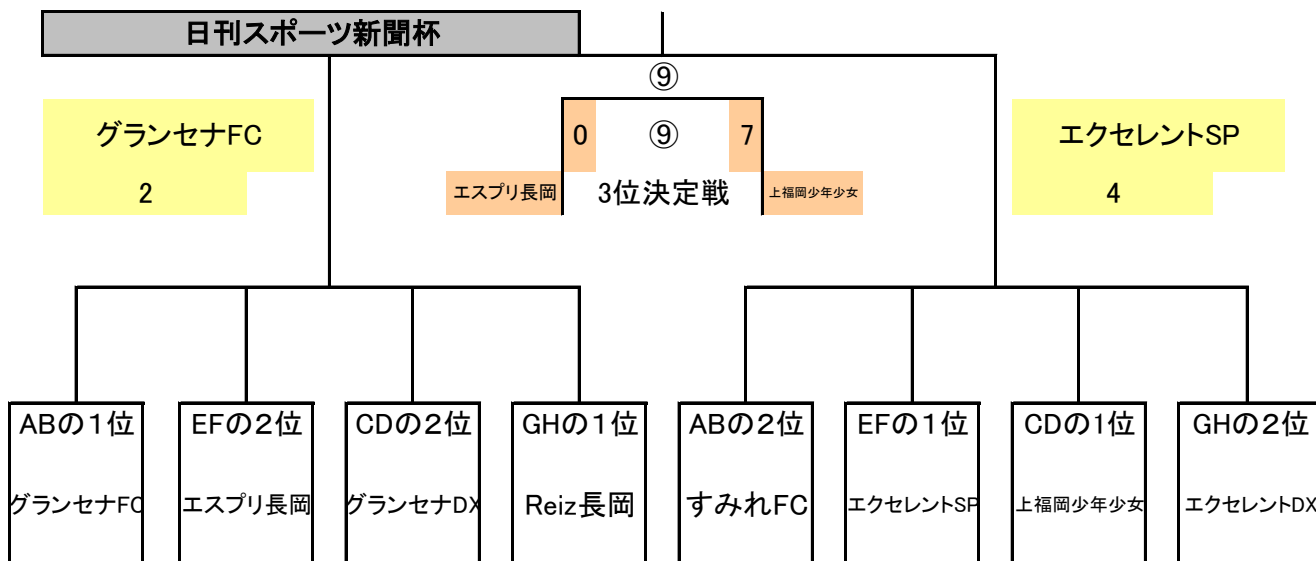 日刊スポーツ新聞杯
⑨
グランセナFC
0
⑨
7
エクセレントSP
2
エスプリ長岡
3位決定戦
上福岡少年少女
4
ABの1位
EFの2位
CDの2位
GHの1位
ABの2位
EFの1位
CDの1位
GHの2位
グランセナFC
エスプリ長岡
グランセナDX
Reiz長岡
すみれFC
エクセレントSP
上福岡少年少女
エクセレントDX